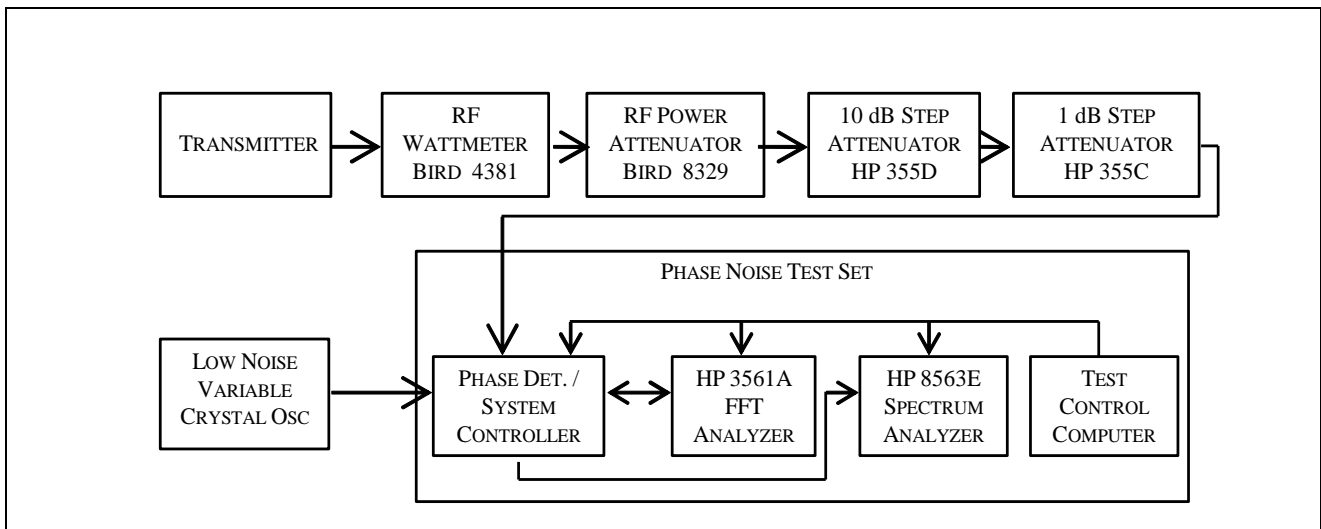 TRANSMITTER
RF
WATTMETER
BIRD 4381
RF POWER
ATTENUATOR
BIRD 8329
10 dB STEP
ATTENUATOR
HP 355D
1 dB STEP
ATTENUATOR
HP 355C
PHASE NOISE TEST SET
LOW NOISE
VARIABLE
CRYSTAL OSC
PHASE DET. /
SYSTEM
CONTROLLER
HP 3561A
FFT
ANALYZER
HP 8563E
SPECTRUM
ANALYZER
TEST
CONTROL
COMPUTER